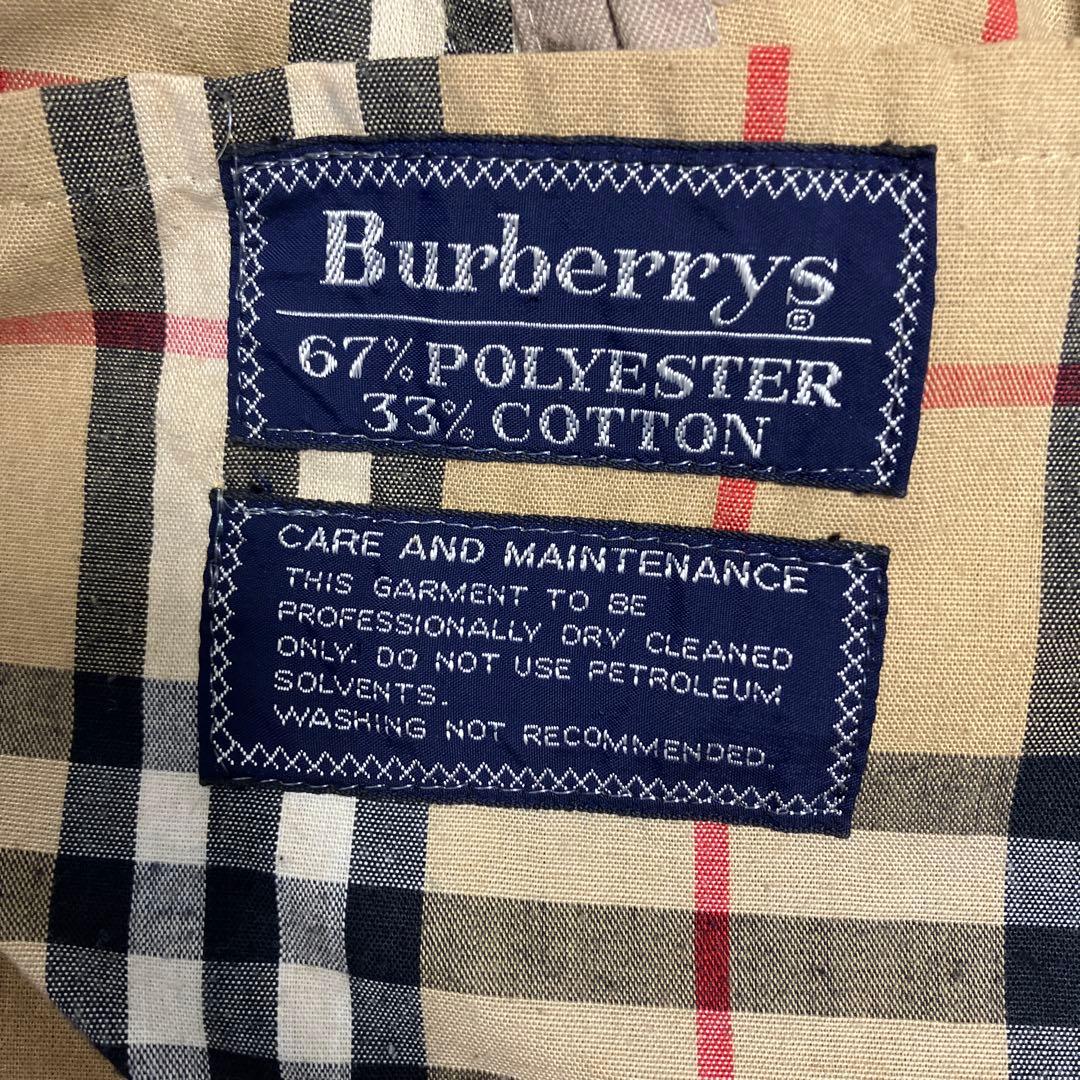 Burberrys®
67% POLYESTER
33% COTTON
CARE AND MAINTENANCE
THIS GARMENT TO BE
PROFESSIONALLY DRY CLEANED
ONLY. DO NOT USE PETROLEUM
SOLVENTS.
WASHING NOT RECOMMENDED.